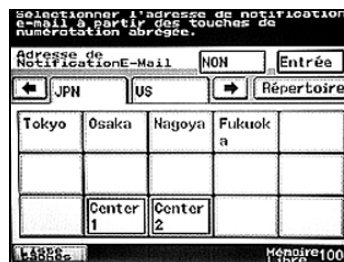 Sélectionner l'adresse de notification
e-mail à partir des touches de
numérotation abrégée.
Adresse de
NotificationE-Mail NON Entrée
JPN US Répertoire
Tokyo Osaka Nagoya Fukuok
a
Center Center
1 2
Mémoire 100
Libre